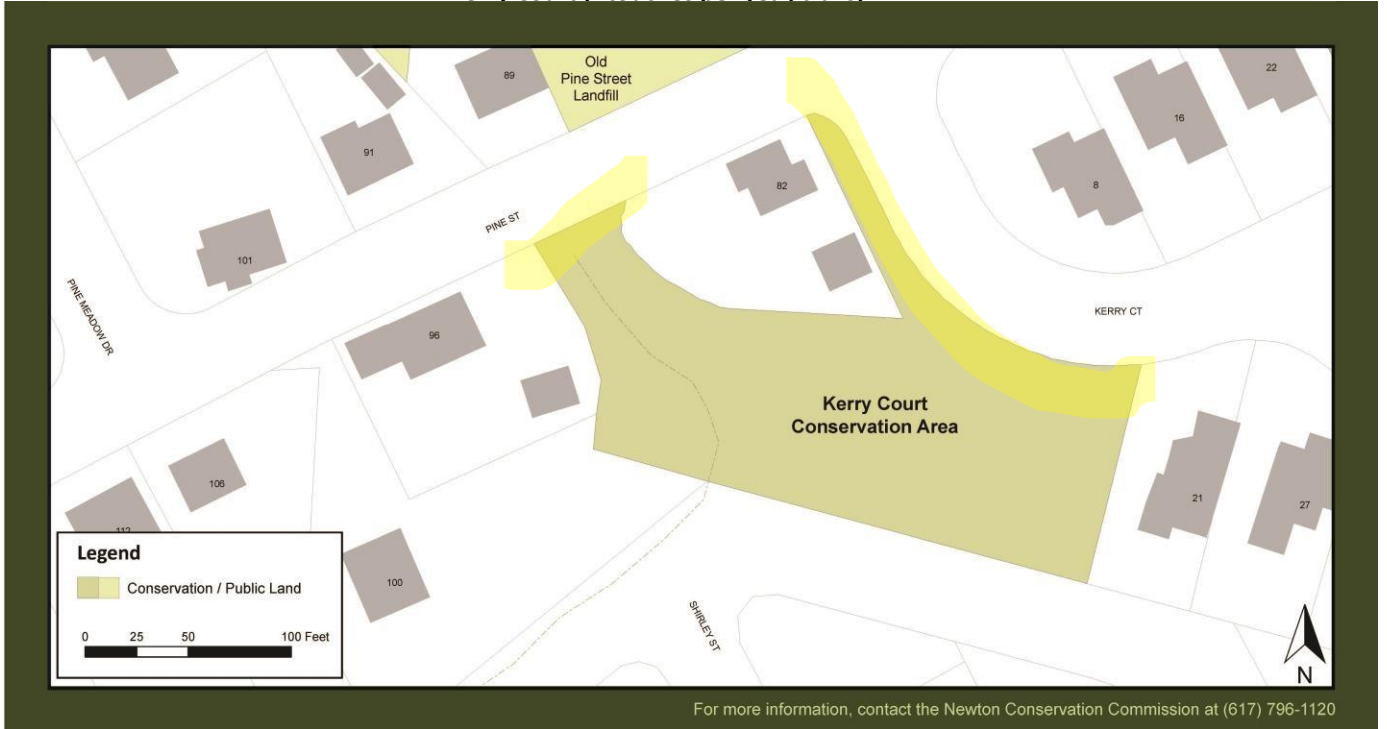 Old
Pine Street
Landfill
89
22
91
16
82
8
PINE ST
101
PINE MEADOW DR
KERRY CT
96
Kerry Court
Conservation Area
106
21
27
112
Legend
Conservation / Public Land
100
0 25 50 100 Feet
SHIRLEY ST
N
For more information, contact the Newton Conservation Commission at (617) 796-1120